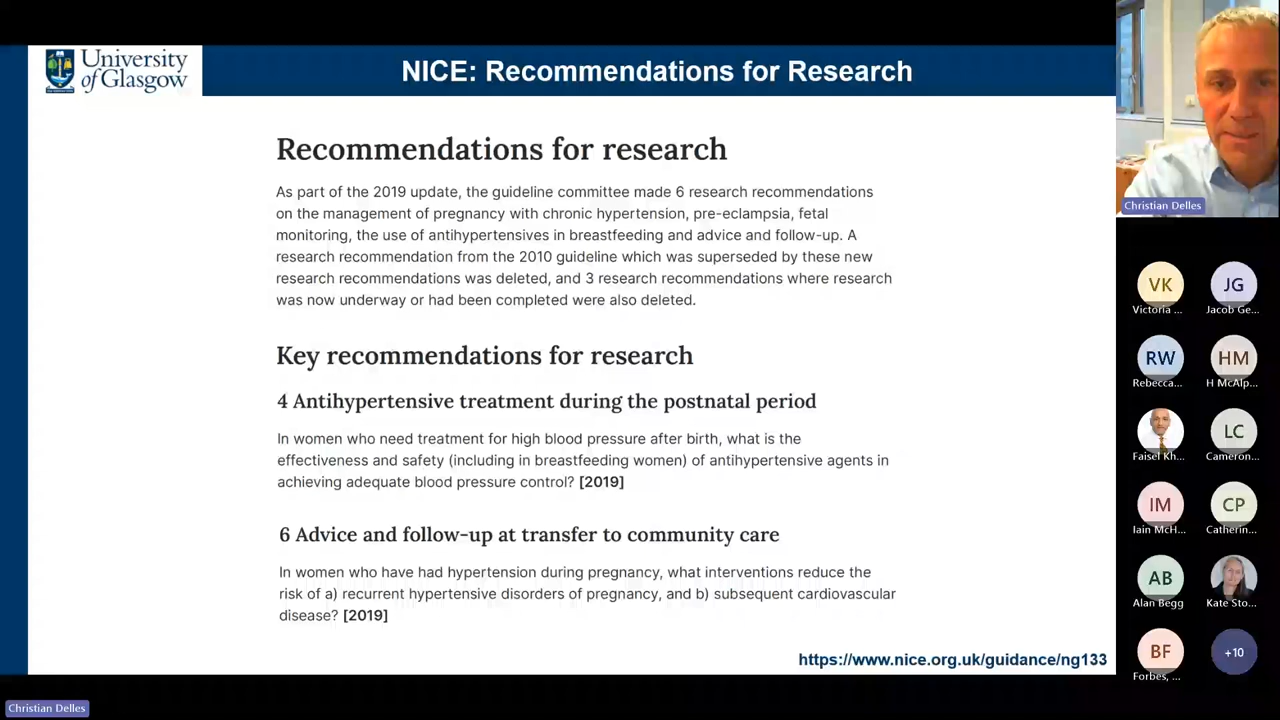 University
of Glasgow
NICE: Recommendations for Research
Recommendations for research
As part of the 2019 update, the guideline committee made 6 research recommendations
on the management of pregnancy with chronic hypertension, pre-eclampsia, fetal
monitoring, the use of antihypertensives in breastfeeding and advice and follow-up. A
research recommendation from the 2010 guideline which was superseded by these new
research recommendations was deleted, and 3 research recommendations where research
was now underway or had been completed were also deleted.
Key recommendations for research
4 Antihypertensive treatment during the postnatal period
In women who need treatment for high blood pressure after birth, what is the
effectiveness and safety (including in breastfeeding women) of antihypertensive agents in
achieving adequate blood pressure control? [2019]
6 Advice and follow-up at transfer to community care
In women who have had hypertension during pregnancy, what interventions reduce the
risk of a) recurrent hypertensive disorders of pregnancy, and b) subsequent cardiovascular
disease? [2019]
https://www.nice.org.uk/guidance/ng133
Christian Delles
Christian Delles
VK
JG
Victoria ...
Jacob Ge...
RW
HM
Rebecca...
H McAlp...
LC
Faisel Kh...
Cameron...
IM
CP
Iain McH...
Catherin...
AB
Alan Begg
Kate Sto...
BF
+10
Forbes, ...